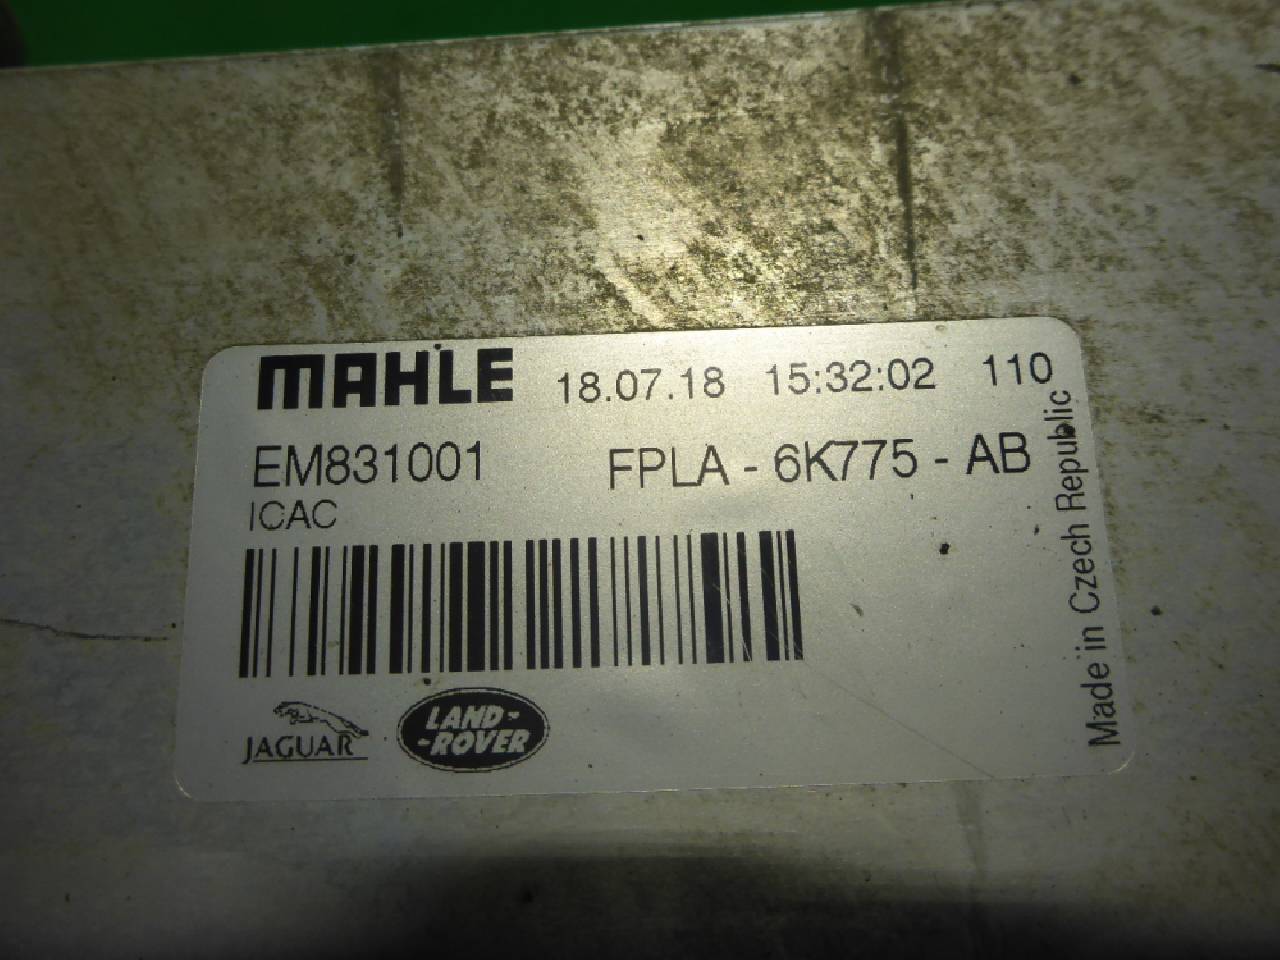 MAHLE 18.07.18 15:32:02 110
EM831001 FPLA - 6K775 - AB
ICAC
Made in Czech Republic
JAGUAR
LAND-
-ROVER